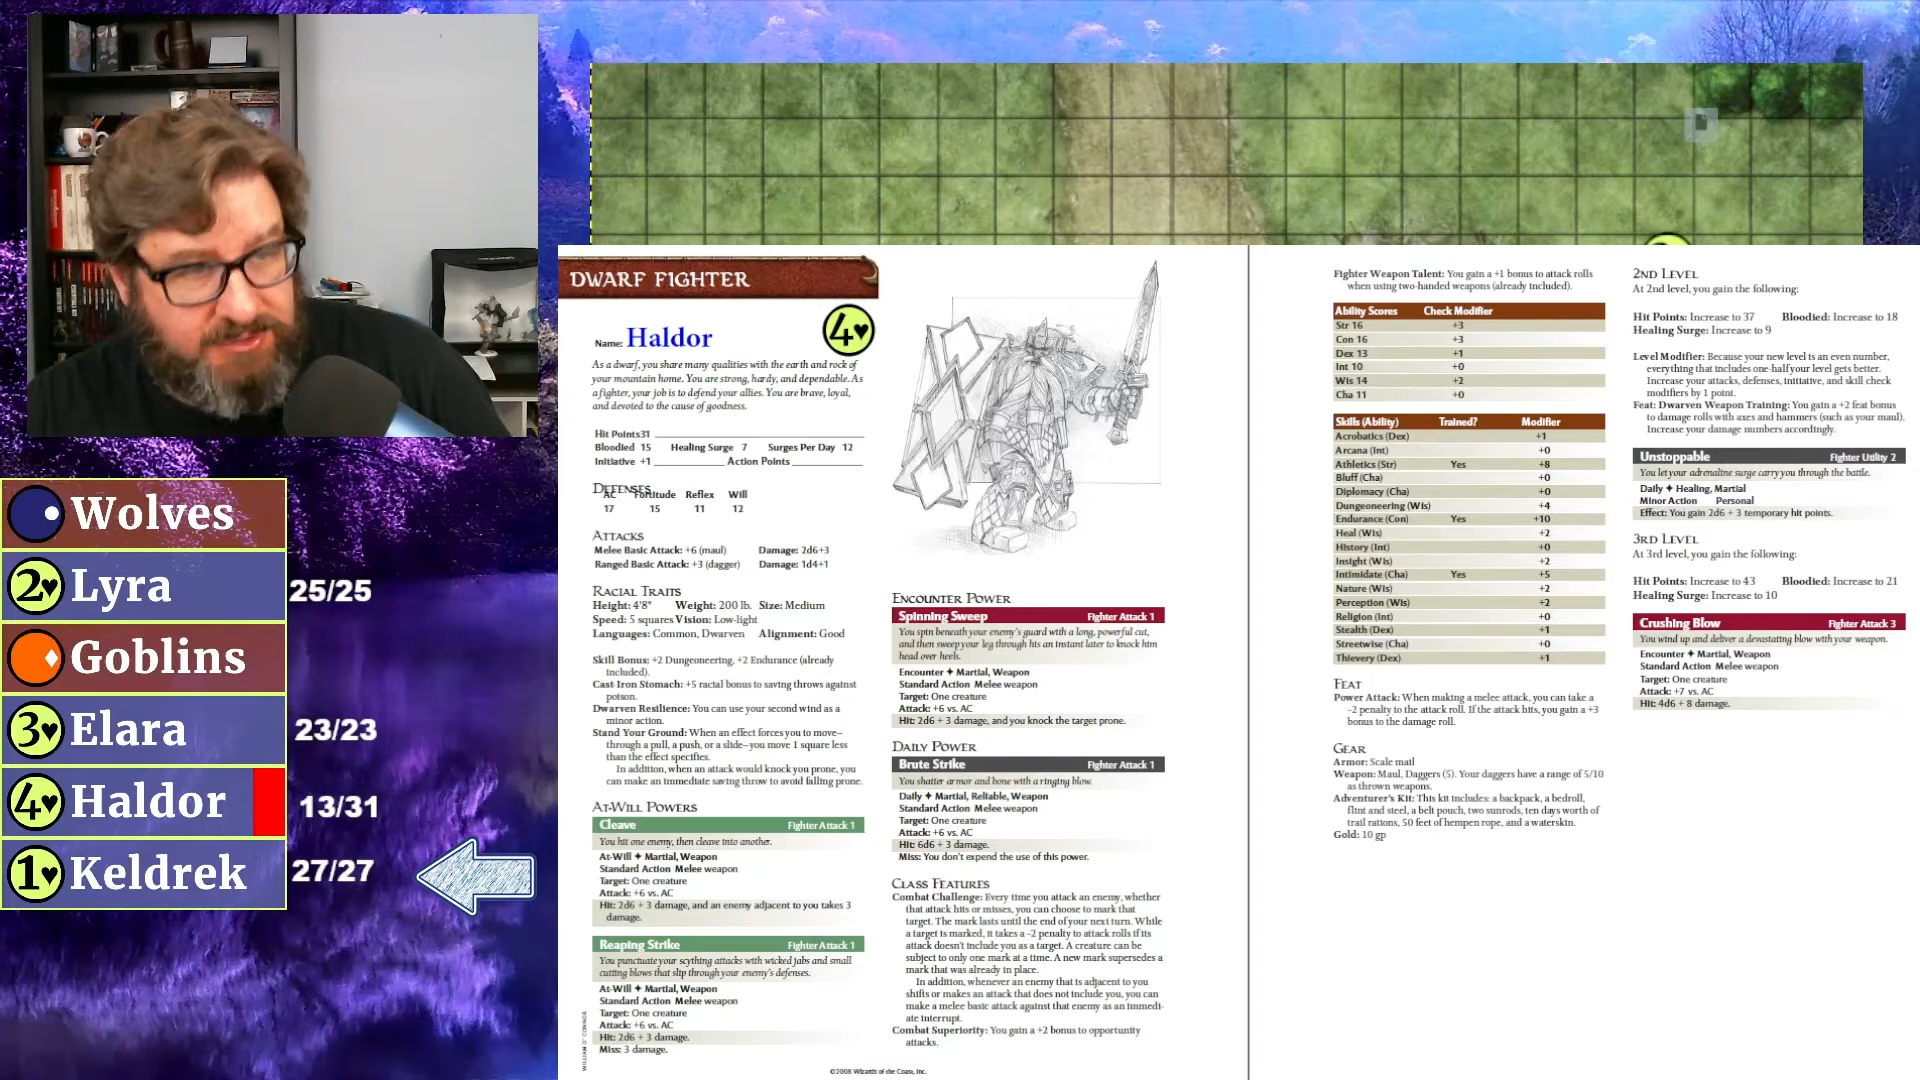 Wolves
2♥ Lyra 25/25
Goblins
3♥ Elara 23/23
4♥ Haldor 13/31
1♥ Keldrek 27/27
DWARF FIGHTER
Name: Haldor
4♥
As a dwarf, you share many qualities with the earth and rock of
your mountain home. You are strong, hardy, and dependable. As
a fighter, your job is to defend your allies. You are brave, loyal,
and devoted to the cause of goodness.
Hit Points 31
Bloodied 15 Healing Surge 7 Surges Per Day 12
Initiative +1 Action Points
DEFENSES
AC Fortitude Reflex Will
17 15 11 12
ATTACKS
Melee Basic Attack: +6 (maul) Damage: 2d6+3
Ranged Basic Attack: +3 (dagger) Damage: 1d4+1
RACIAL TRAITS
Height: 4'8" Weight: 200 lb. Size: Medium
Speed: 5 squares Vision: Low-light
Languages: Common, Dwarven Alignment: Good
Skill Bonus: +2 Dungeoneering, +2 Endurance (already
included).
Cast-Iron Stomach: +5 racial bonus to saving throws against
poison.
Dwarven Resilience: You can use your second wind as a
minor action.
Stand Your Ground: When an effect forces you to move—
through a pull, a push, or a slide—you move 1 square less
than the effect specifies.
In addition, when an attack would knock you prone, you
can make an immediate saving throw to avoid falling prone.
AT-WILL POWERS
Cleave Fighter Attack 1
You hit one enemy, then cleave into another.
At-Will ✦ Martial, Weapon
Standard Action Melee weapon
Target: One creature
Attack: +6 vs. AC
Hit: 2d6 + 3 damage, and an enemy adjacent to you takes 3
damage.
Reaping Strike Fighter Attack 1
You punctuate your scything attacks with wicked jabs and small
cutting blows that slip through your enemy's defenses.
At-Will ✦ Martial, Weapon
Standard Action Melee weapon
Target: One creature
Attack: +6 vs. AC
Hit: 2d6 + 3 damage.
Miss: 3 damage.
WILLIAM O'CONNOR
ENCOUNTER POWER
Spinning Sweep Fighter Attack 1
You spin beneath your enemy's guard with a long, powerful cut,
and then sweep your leg through his an instant later to knock him
head over heels.
Encounter ✦ Martial, Weapon
Standard Action Melee weapon
Target: One creature
Attack: +6 vs. AC
Hit: 2d6 + 3 damage, and you knock the target prone.
DAILY POWER
Brute Strike Fighter Attack 1
You shatter armor and bone with a ringing blow.
Daily ✦ Martial, Reliable, Weapon
Standard Action Melee weapon
Target: One creature
Attack: +6 vs. AC
Hit: 6d6 + 3 damage.
Miss: You don't expend the use of this power.
CLASS FEATURES
Combat Challenge: Every time you attack an enemy, whether
that attack hits or misses, you can choose to mark that
target. The mark lasts until the end of your next turn. While
a target is marked, it takes a -2 penalty to attack rolls if its
attack doesn't include you as a target. A creature can be
subject to only one mark at a time. A new mark supersedes a
mark that was already in place.
In addition, whenever an enemy that is adjacent to you
shifts or makes an attack that does not include you, you can
make a melee basic attack against that enemy as an immedi-
ate interrupt.
Combat Superiority: You gain a +2 bonus to opportunity
attacks.
©2008 Wizards of the Coast, Inc.
Fighter Weapon Talent: You gain a +1 bonus to attack rolls
when using two-handed weapons (already included).
Ability Scores Check Modifier
Str 16 +3
Con 16 +3
Dex 13 +1
Int 10 +0
Wis 14 +2
Cha 11 +0
Skills (Ability) Trained? Modifier
Acrobatics (Dex) +1
Arcana (Int) +0
Athletics (Str) Yes +8
Bluff (Cha) +0
Diplomacy (Cha) +0
Dungeoneering (Wis) +4
Endurance (Con) Yes +10
Heal (Wis) +2
History (Int) +0
Insight (Wis) +2
Intimidate (Cha) Yes +5
Nature (Wis) +2
Perception (Wis) +2
Religion (Int) +0
Stealth (Dex) +1
Streetwise (Cha) +0
Thievery (Dex) +1
FEAT
Power Attack: When making a melee attack, you can take a
-2 penalty to the attack roll. If the attack hits, you gain a +3
bonus to the damage roll.
GEAR
Armor: Scale mail
Weapon: Maul, Daggers (5). Your daggers have a range of 5/10
as thrown weapons.
Adventurer's Kit: This kit includes: a backpack, a bedroll,
flint and steel, a belt pouch, two sunrods, ten days worth of
trail rations, 50 feet of hempen rope, and a waterskin.
Gold: 10 gp
2ND LEVEL
At 2nd level, you gain the following:
Hit Points: Increase to 37 Bloodied: Increase to 18
Healing Surge: Increase to 9
Level Modifier: Because your new level is an even number,
everything that includes one-half your level gets better.
Increase your attacks, defenses, initiative, and skill check
modifiers by 1 point.
Feat: Dwarven Weapon Training: You gain a +2 feat bonus
to damage rolls with axes and hammers (such as your maul).
Increase your damage numbers accordingly.
Unstoppable Fighter Utility 2
You let your adrenaline surge carry you through the battle.
Daily ✦ Healing, Martial
Minor Action Personal
Effect: You gain 2d6 + 3 temporary hit points.
3RD LEVEL
At 3rd level, you gain the following:
Hit Points: Increase to 43 Bloodied: Increase to 21
Healing Surge: Increase to 10
Crushing Blow Fighter Attack 3
You wind up and deliver a devastating blow with your weapon.
Encounter ✦ Martial, Weapon
Standard Action Melee weapon
Target: One creature
Attack: +7 vs. AC
Hit: 4d6 + 8 damage.